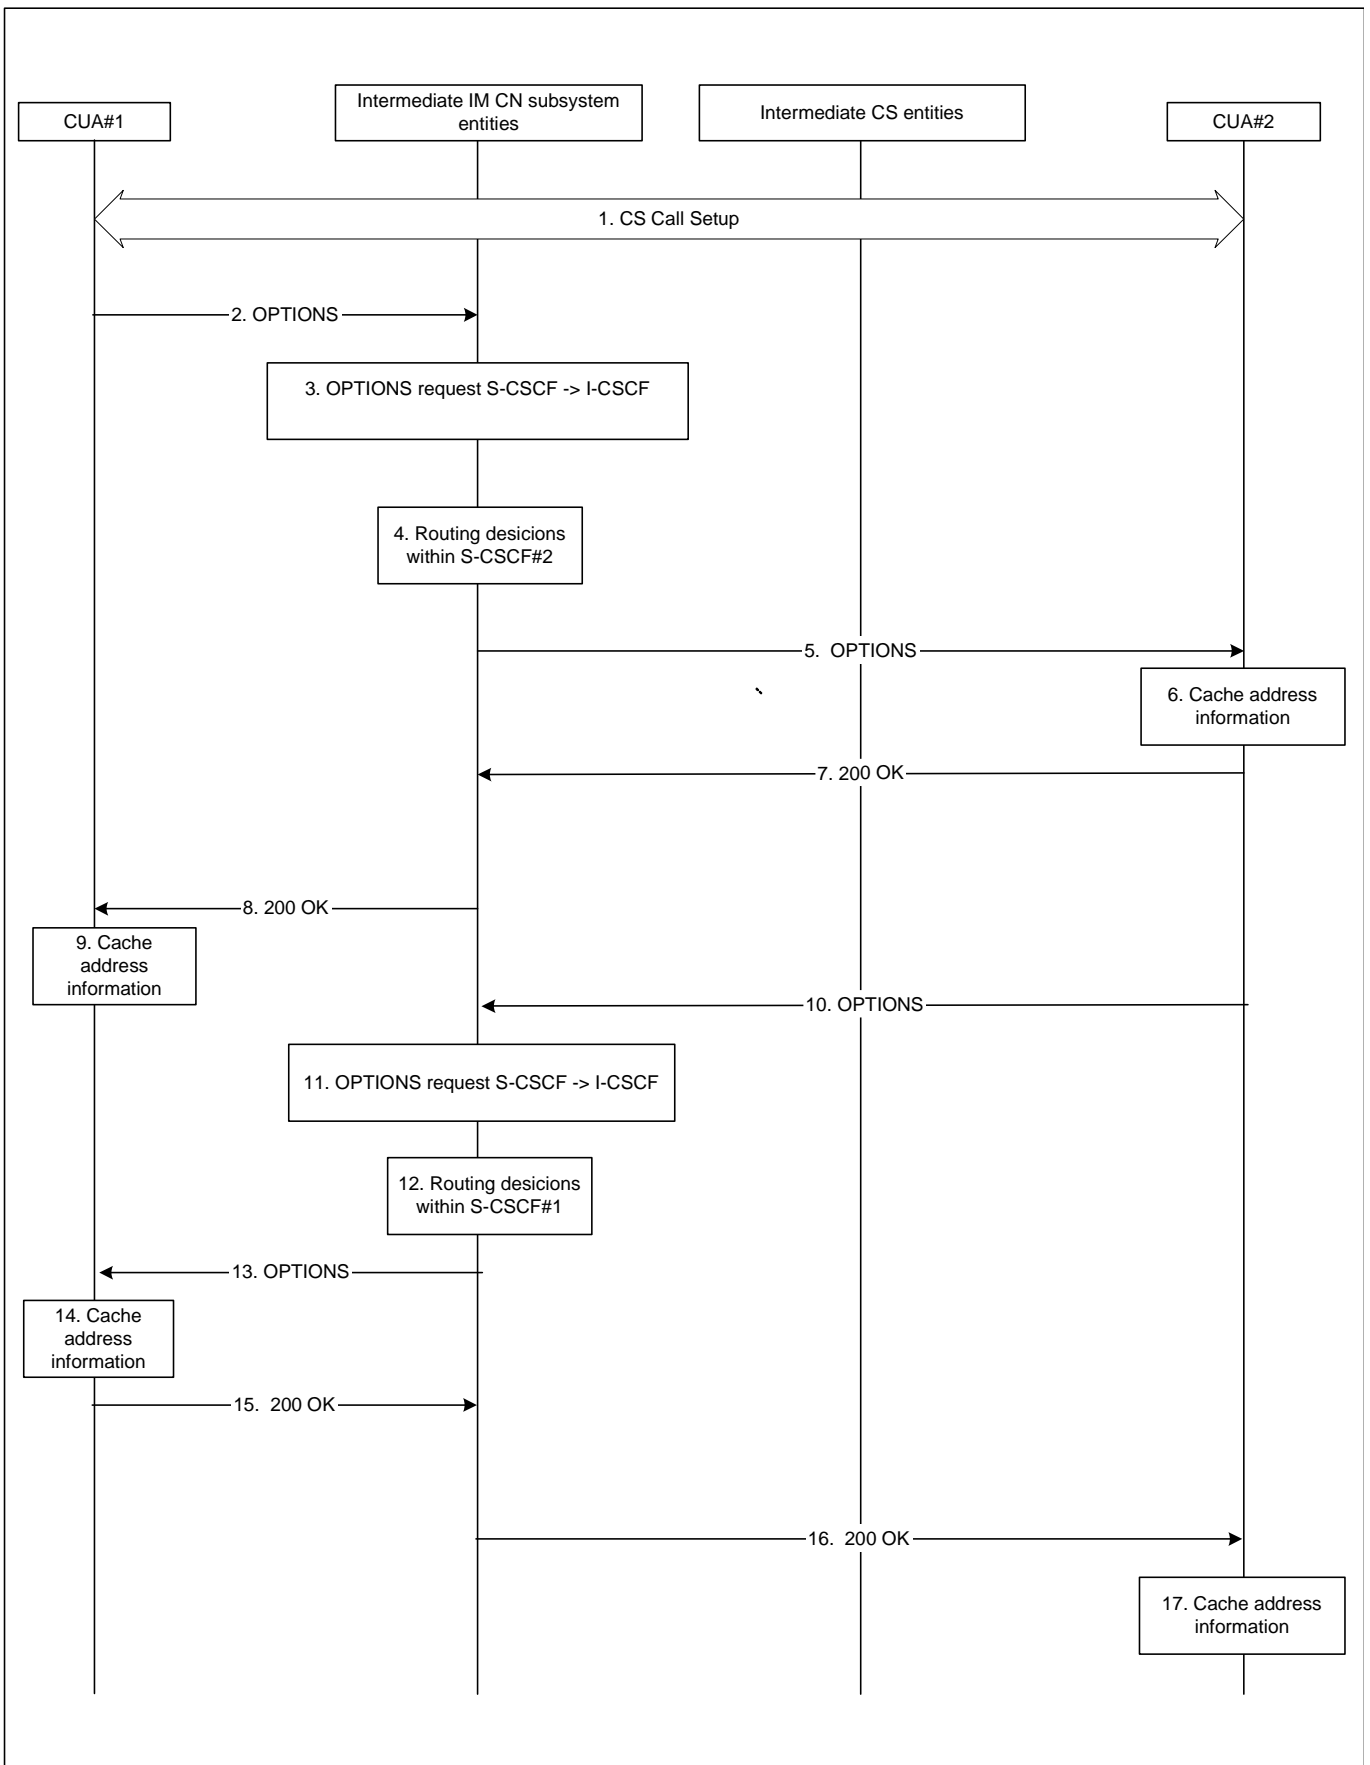 CUA#1
Intermediate IM CN subsystem
entities
Intermediate CS entities
CUA#2
1. CS Call Setup
2. OPTIONS
3. OPTIONS request S-CSCF -> I-CSCF
4. Routing desicions
within S-CSCF#2
5. OPTIONS
6. Cache address
information
7. 200 OK
8. 200 OK
9. Cache
address
information
10. OPTIONS
11. OPTIONS request S-CSCF -> I-CSCF
12. Routing desicions
within S-CSCF#1
13. OPTIONS
14. Cache
address
information
15. 200 OK
16. 200 OK
17. Cache address
information